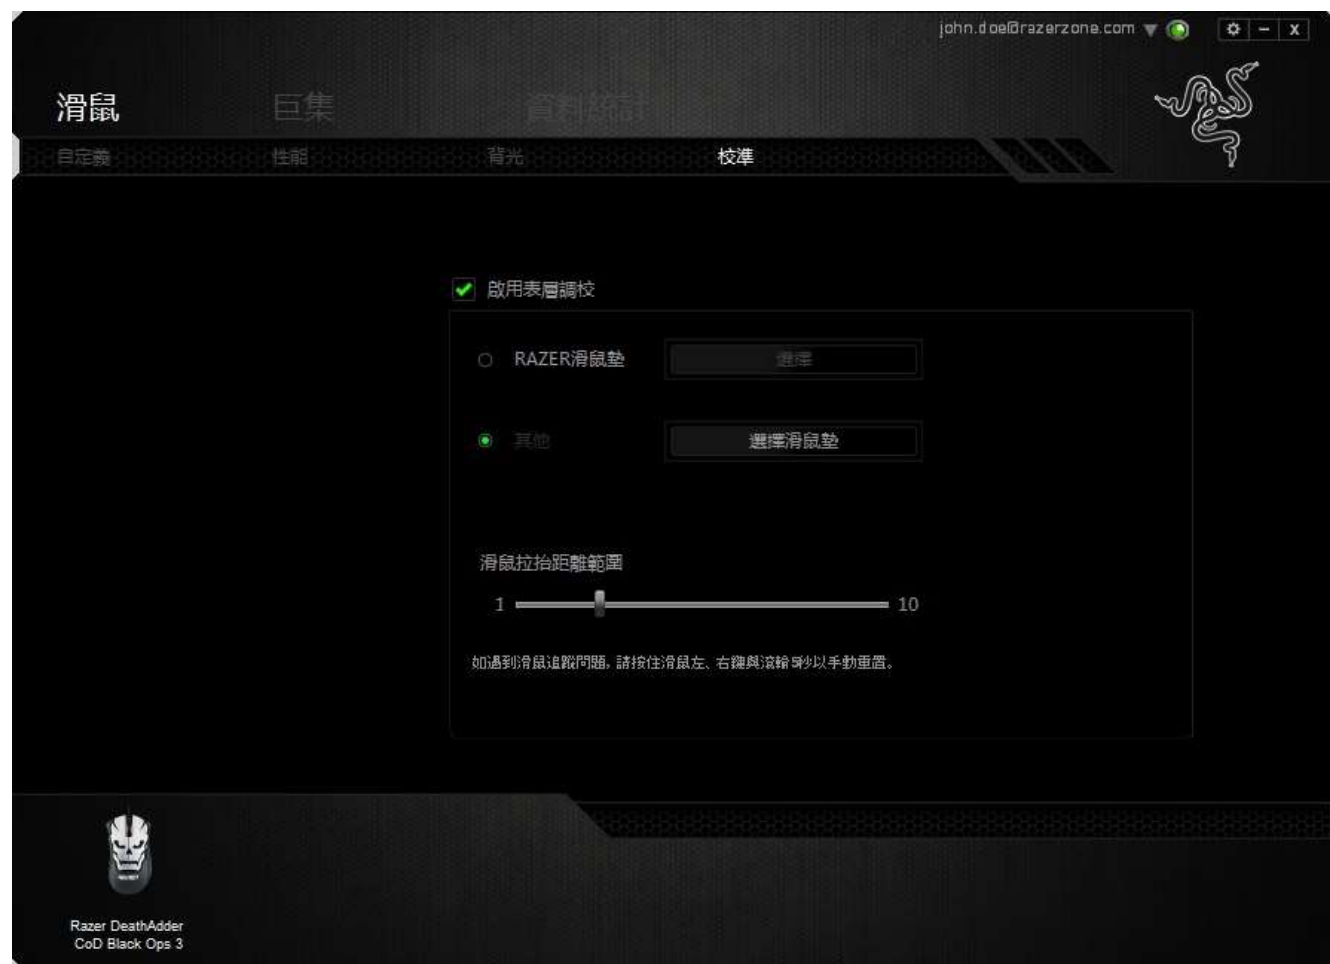 john.doe@razerzone.com
滑鼠 巨集 資料統計
自定義 性能 背光 校準
啟用表層調校
RAZER滑鼠墊 選擇
其他 選擇滑鼠墊
滑鼠拉抬距離範圍
1 10
如遇到滑鼠追蹤問題,請按住滑鼠左、右鍵與滾輪5秒以手動重置。
Razer DeathAdder
CoD Black Ops 3